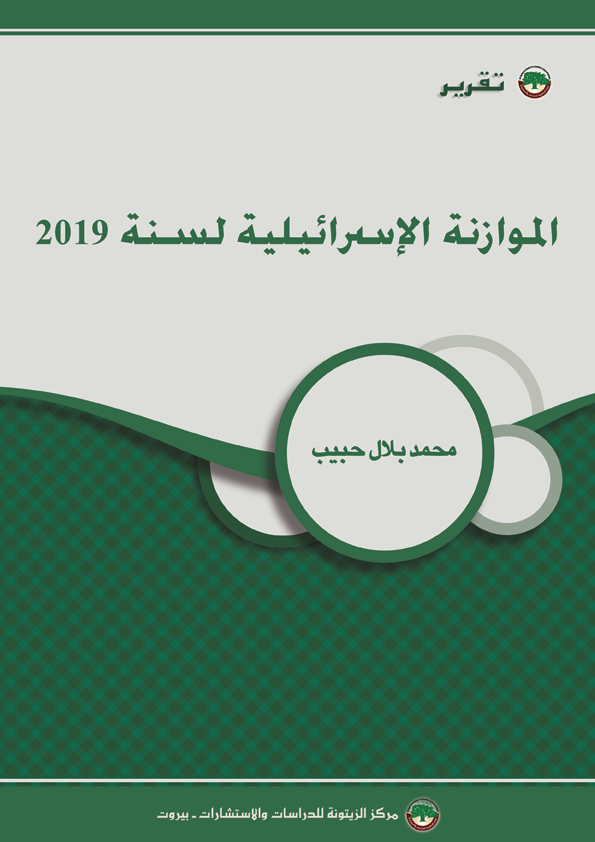 تقرير
الموازنة الإسرائيلية لسنة 2019
محمد بلال حبيب
مركز الزيتونة للدراسات والاستشارات - بيروت